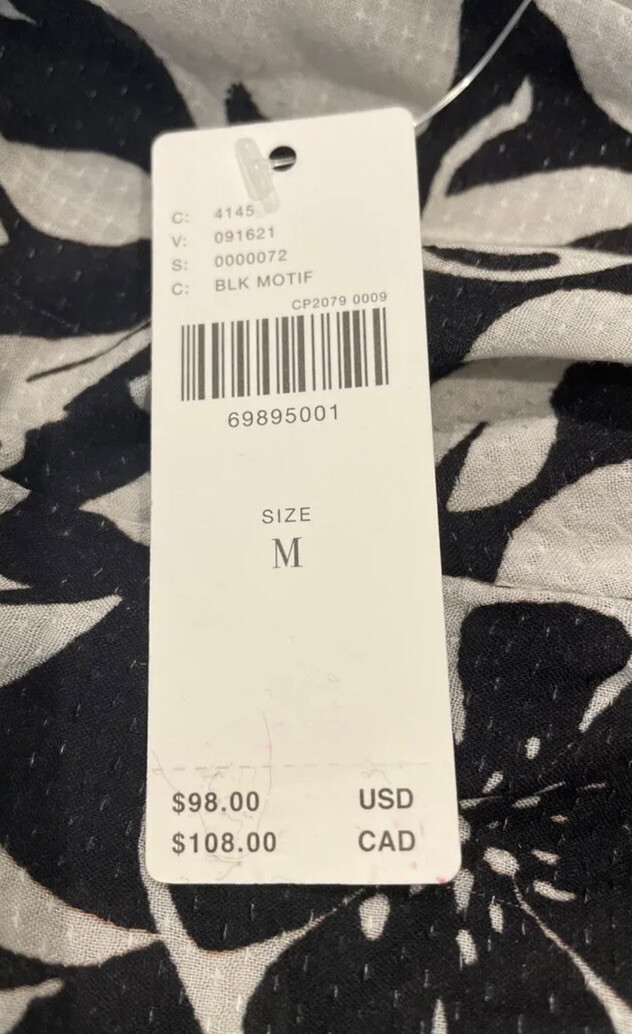 C: 4145
V: 091621
S: 0000072
C: BLK MOTIF
CP2079 0009
69895001
SIZE
M
$98.00 USD
$108.00 CAD